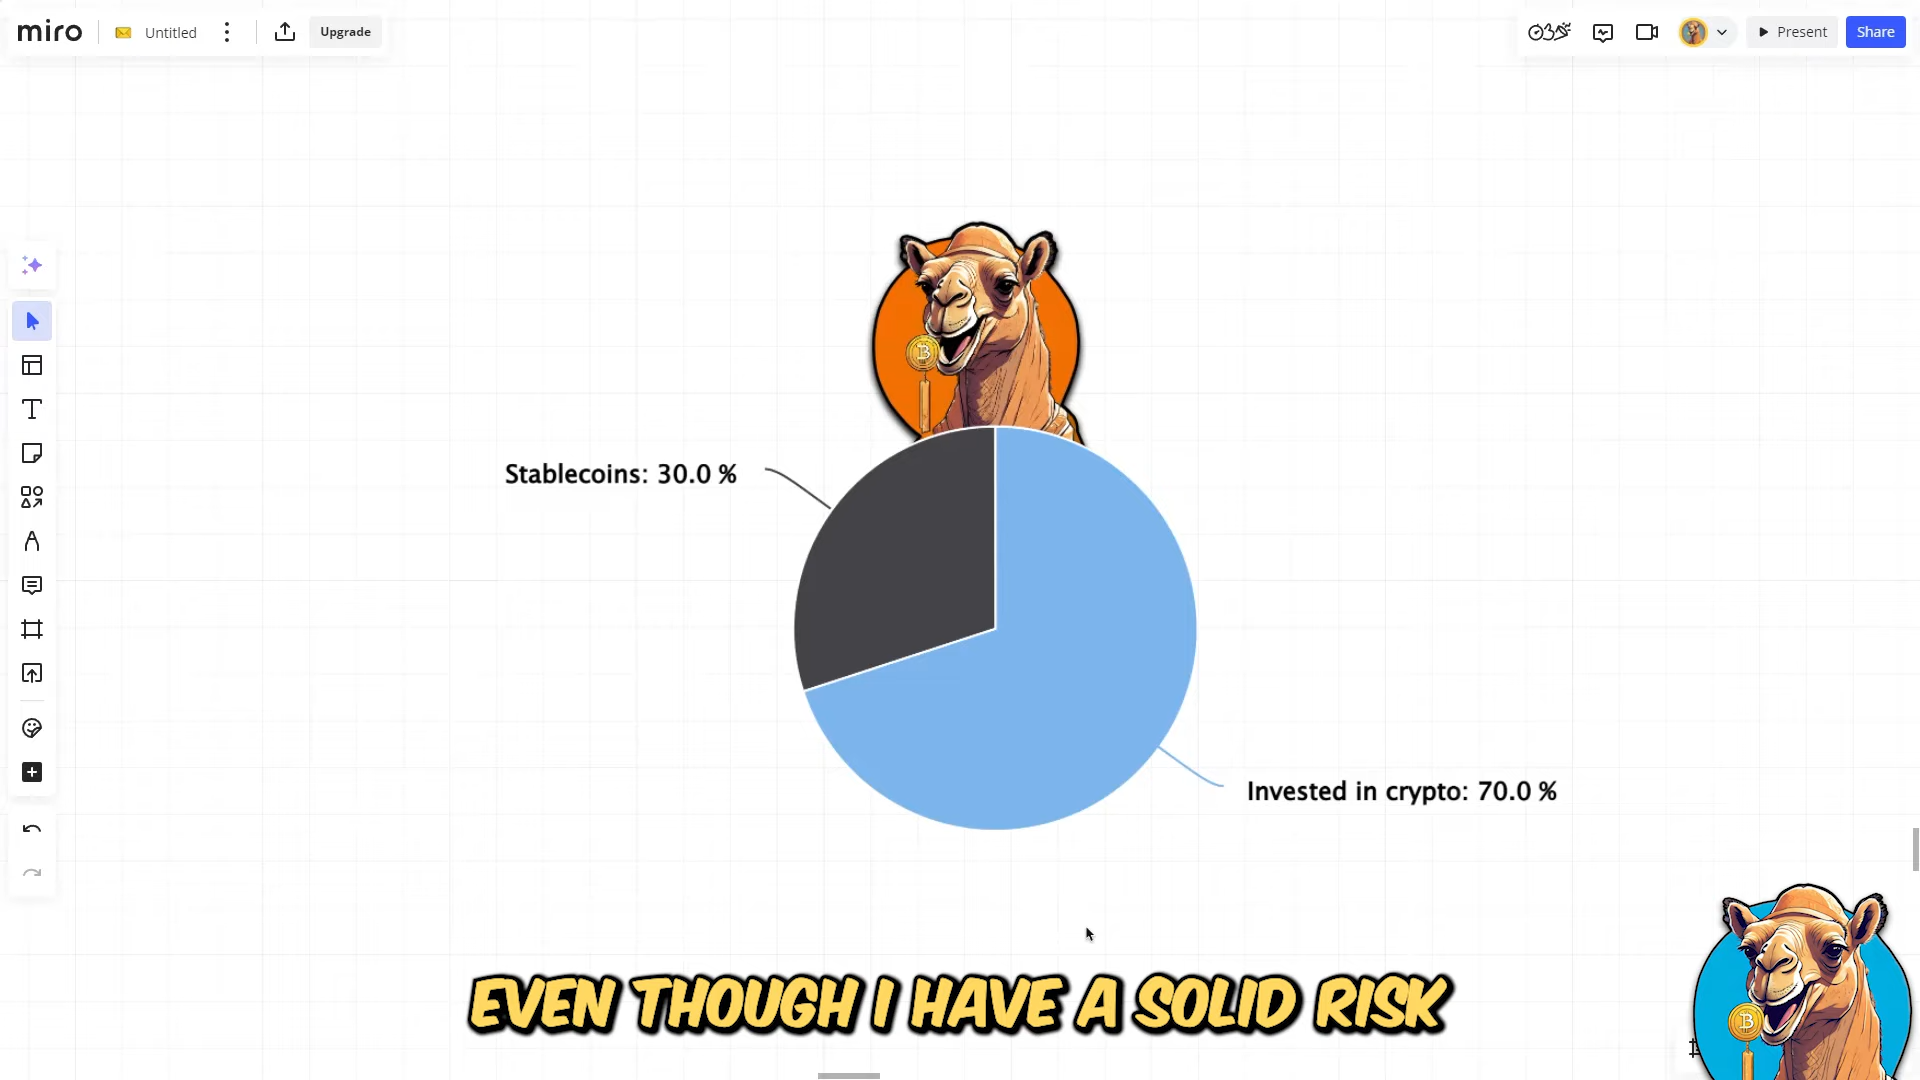 miro
Untitled
Upgrade
Present
Share
Stablecoins: 30.0 %
Invested in crypto: 70.0 %
EVEN THOUGH I HAVE A SOLID RISK